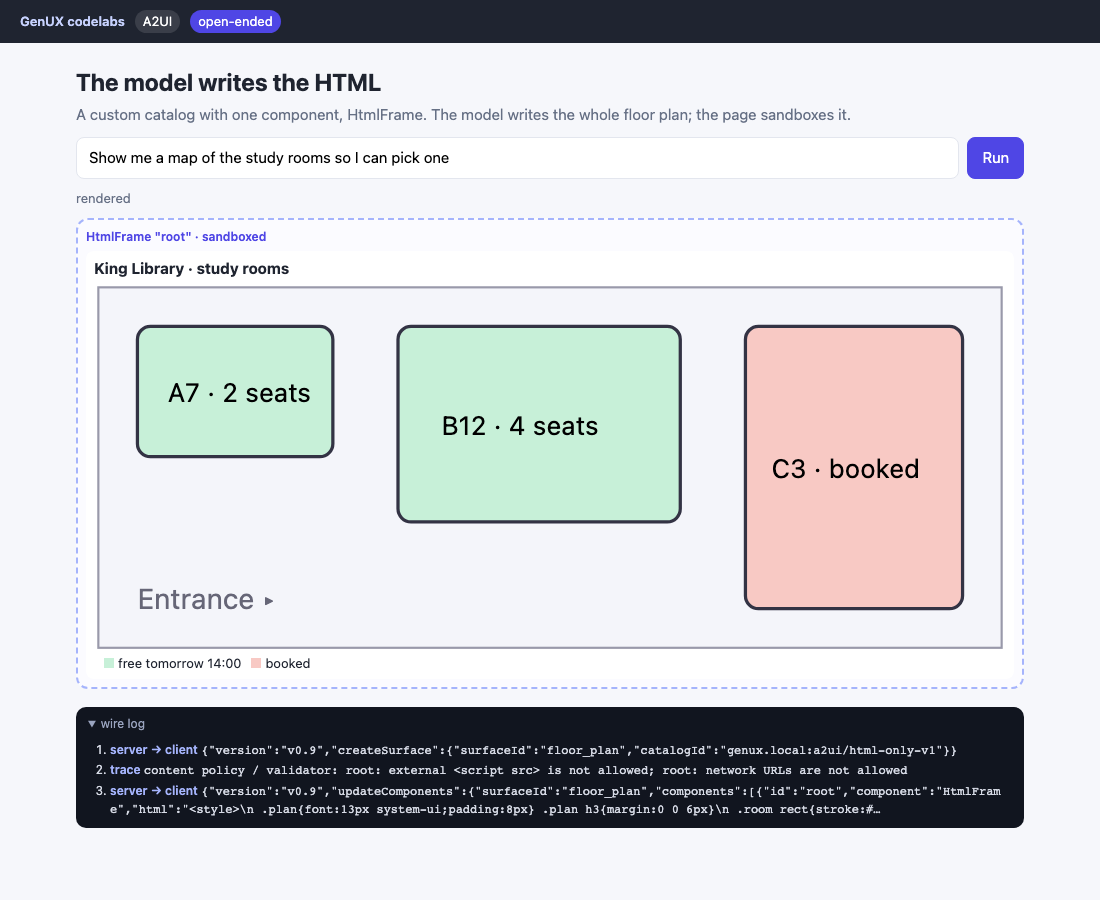 GenUX codelabs A2UI open-ended
The model writes the HTML
A custom catalog with one component, HtmlFrame. The model writes the whole floor plan; the page sandboxes it.
Show me a map of the study rooms so I can pick one
Run
rendered
HtmlFrame "root" · sandboxed
King Library · study rooms
A7 · 2 seats
B12 · 4 seats
C3 · booked
Entrance ▸
free tomorrow 14:00 booked
▼ wire log
1. server → client {"version":"v0.9","createSurface":{"surfaceId":"floor_plan","catalogId":"genux.local:a2ui/html-only-v1"}}
2. trace content policy / validator: root: external <script src> is not allowed; root: network URLs are not allowed
3. server → client {"version":"v0.9","updateComponents":{"surfaceId":"floor_plan","components":[{"id":"root","component":"HtmlFram
e","html":"<style>\n .plan{font:13px system-ui;padding:8px} .plan h3{margin:0 0 6px}\n .room rect{stroke:#…